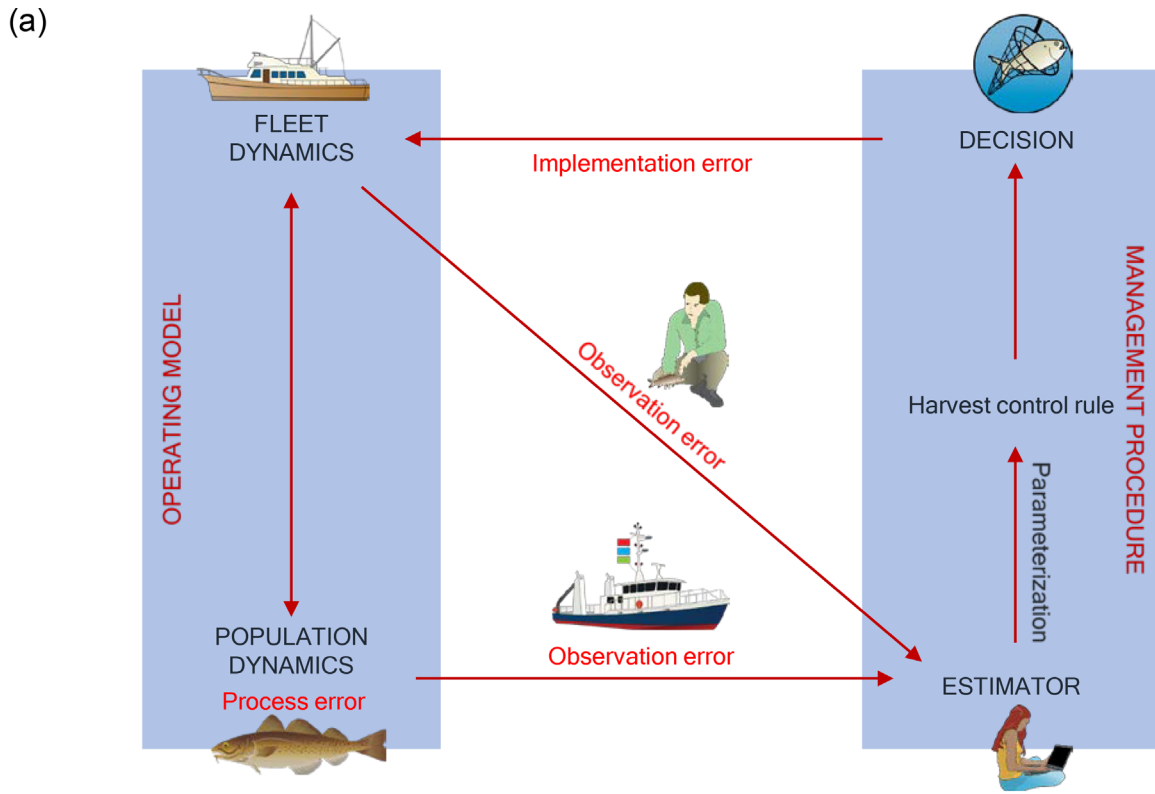 (a)
FLEET
DYNAMICS
DECISION
Implementation error
OPERATING MODEL
Observation error
MANAGEMENT PROCEDURE
Harvest control rule
Parameterization
POPULATION
DYNAMICS
Process error
Observation error
ESTIMATOR